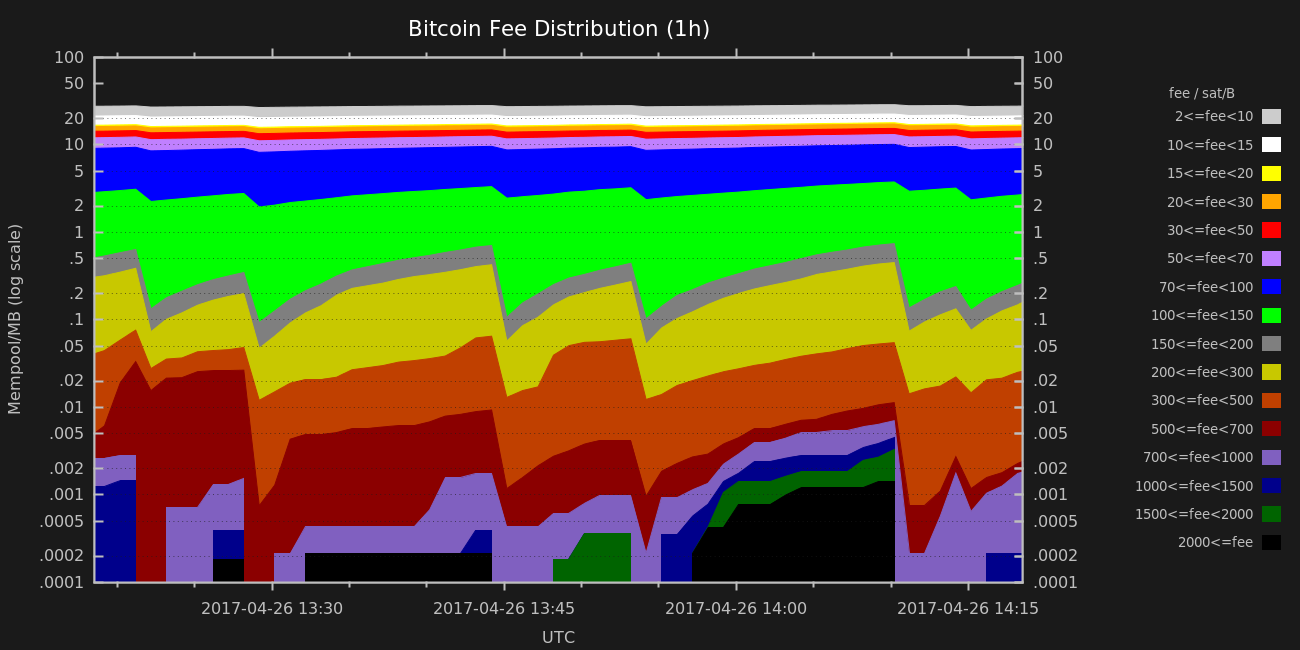 Bitcoin Fee Distribution (1h)
Mempool/MB (log scale)
100
50
20
10
5
2
1
.5
.2
.1
.05
.02
.01
.005
.002
.001
.0005
.0002
.0001
100
50
20
10
5
2
1
.5
.2
.1
.05
.02
.01
.005
.002
.001
.0005
.0002
.0001
2017-04-26 13:30
2017-04-26 13:45
2017-04-26 14:00
2017-04-26 14:15
UTC
fee / sat/B
2<=fee<10
10<=fee<15
15<=fee<20
20<=fee<30
30<=fee<50
50<=fee<70
70<=fee<100
100<=fee<150
150<=fee<200
200<=fee<300
300<=fee<500
500<=fee<700
700<=fee<1000
1000<=fee<1500
1500<=fee<2000
2000<=fee